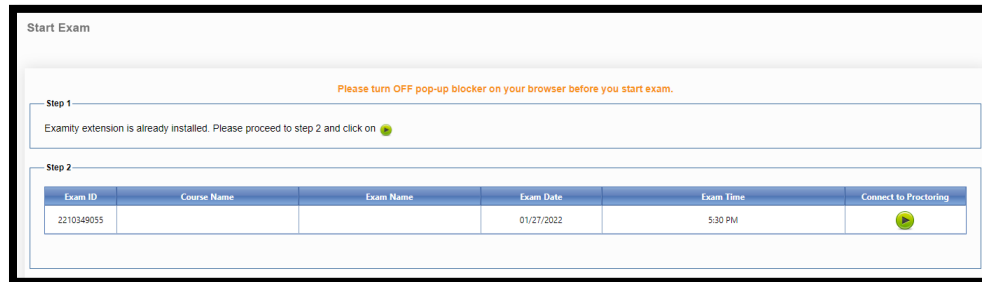 Start Exam
Please turn OFF pop-up blocker on your browser before you start exam.
Step 1
Examity extension is already installed. Please proceed to step 2 and click on
Step 2
Exam ID Course Name Exam Name Exam Date Exam Time Connect to Proctoring
2210349055 01/27/2022 5:30 PM